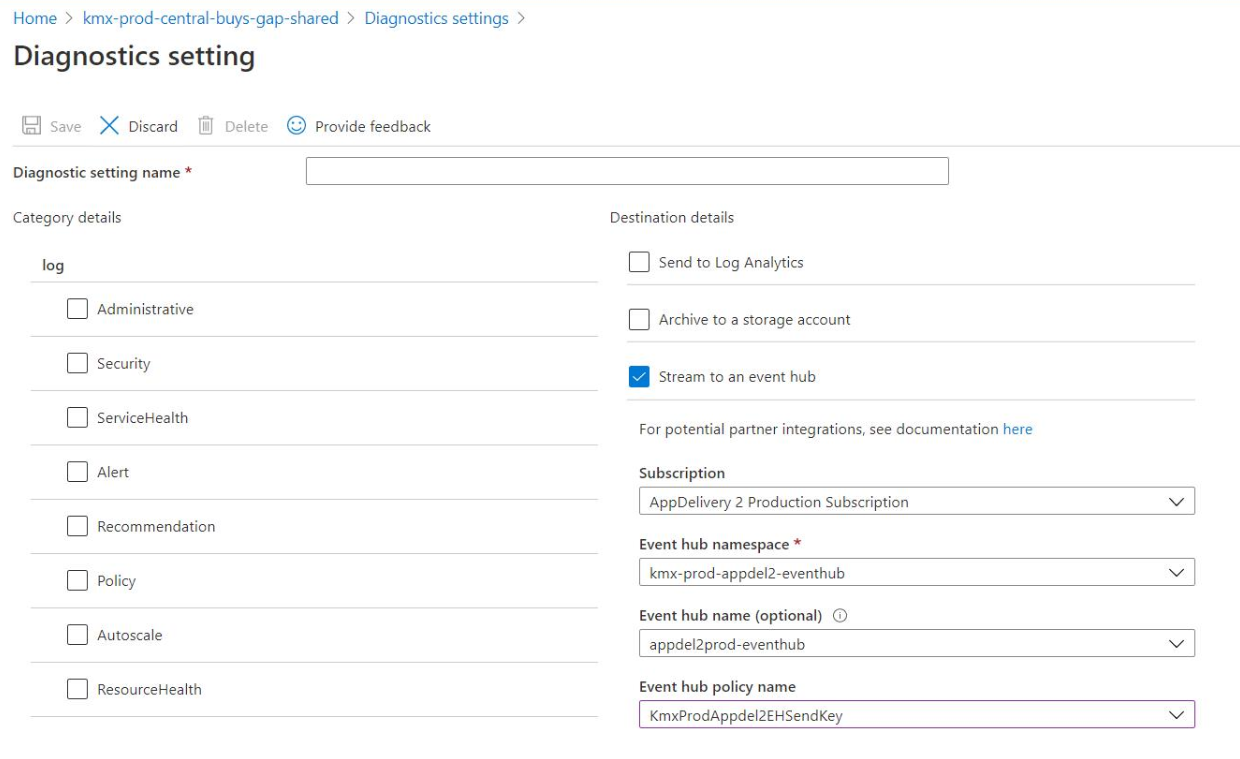 Home > kmx-prod-central-buys-gap-shared > Diagnostics settings >
Diagnostics setting
Save Discard Delete Provide feedback
Diagnostic setting name *
Category details
log
Administrative
Security
ServiceHealth
Alert
Recommendation
Policy
Autoscale
ResourceHealth
Destination details
Send to Log Analytics
Archive to a storage account
Stream to an event hub
For potential partner integrations, see documentation here
Subscription
AppDelivery 2 Production Subscription
Event hub namespace *
kmx-prod-appdel2-eventhub
Event hub name (optional)
appdel2prod-eventhub
Event hub policy name
KmxProdAppdel2EHSendKey